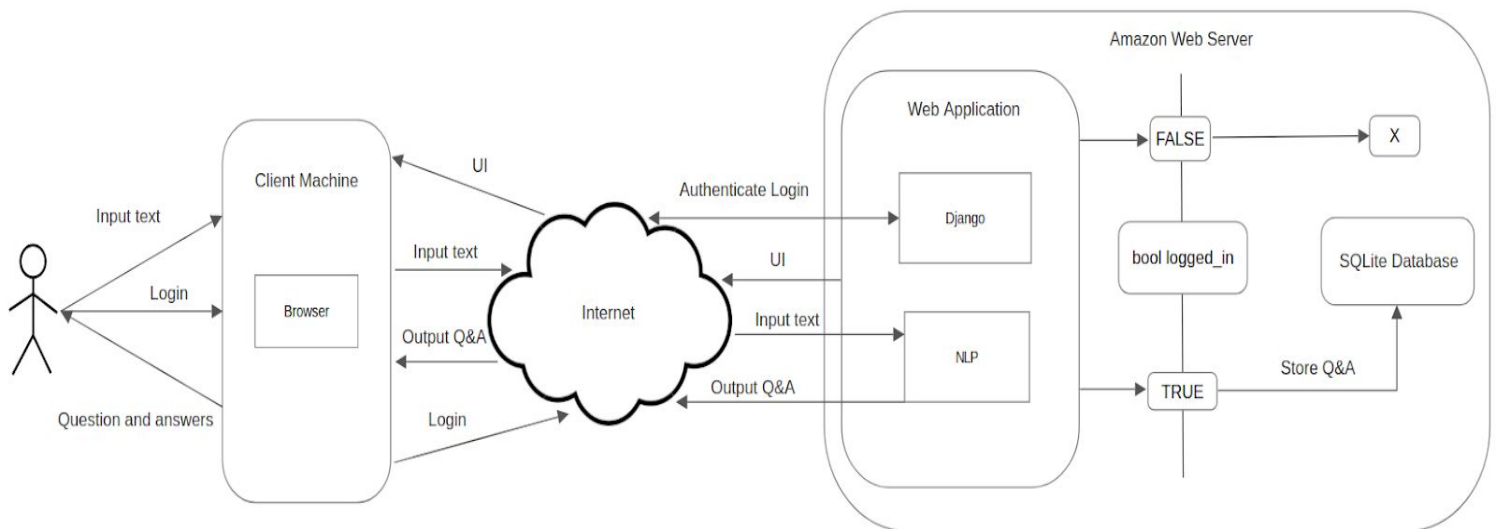 Amazon Web Server
Web Application
FALSE
X
Client Machine
UI
Authenticate Login
Input text
Django
Input text
UI
bool logged_in
SQLite Database
Login
Browser
Internet
Input text
Output Q&A
NLP
Output Q&A
Store Q&A
TRUE
Question and answers
Login